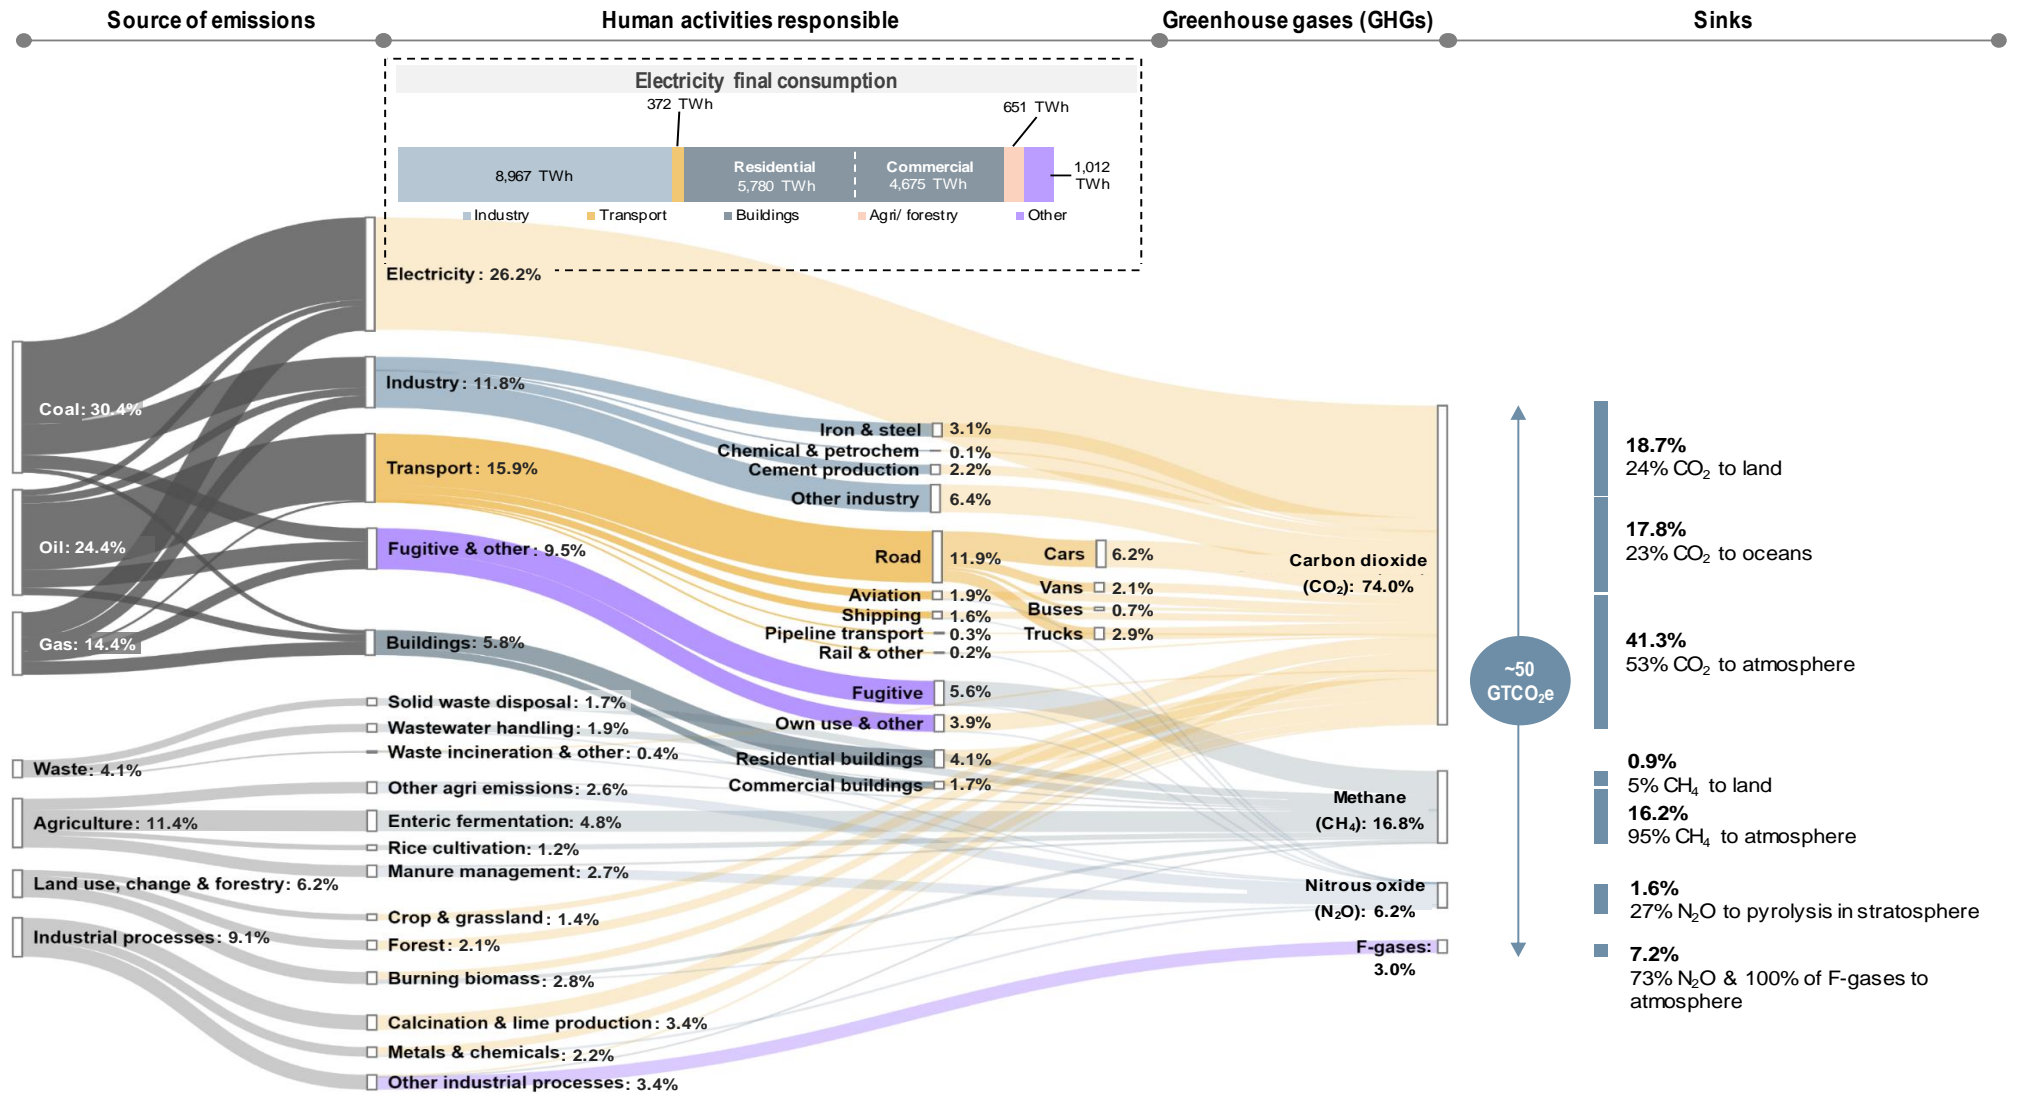 Source of emissions
Human activities responsible
Greenhouse gases (GHGs)
Sinks
Electricity final consumption
372 TWh
651 TWh
8,967 TWh
Residential
5,780 TWh
Commercial
4,675 TWh
1,012
TWh
Industry
Transport
Buildings
Agri/ forestry
Other
Coal: 30.4%
Oil: 24.4%
Gas: 14.4%
Waste: 4.1%
Agriculture: 11.4%
Land use, change & forestry: 6.2%
Industrial processes: 9.1%
Electricity: 26.2%
Industry: 11.8%
Transport: 15.9%
Fugitive & other: 9.5%
Buildings: 5.8%
Solid waste disposal: 1.7%
Wastewater handling: 1.9%
Waste incineration & other: 0.4%
Other agri emissions: 2.6%
Enteric fermentation: 4.8%
Rice cultivation: 1.2%
Manure management: 2.7%
Crop & grassland: 1.4%
Forest: 2.1%
Burning biomass: 2.8%
Calcination & lime production: 3.4%
Metals & chemicals: 2.2%
Other industrial processes: 3.4%
Iron & steel 3.1%
Chemical & petrochem 0.1%
Cement production 2.2%
Other industry 6.4%
Road 11.9%
Aviation 1.9%
Shipping 1.6%
Pipeline transport 0.3%
Rail & other 0.2%
Fugitive 5.6%
Own use & other 3.9%
Residential buildings 4.1%
Commercial buildings 1.7%
Cars 6.2%
Vans 2.1%
Buses 0.7%
Trucks 2.9%
Carbon dioxide
(CO₂): 74.0%
Methane
(CH₄): 16.8%
Nitrous oxide
(N₂O): 6.2%
F-gases:
3.0%
~50
GTCO₂e
18.7%
24% CO₂ to land
17.8%
23% CO₂ to oceans
41.3%
53% CO₂ to atmosphere
0.9%
5% CH₄ to land
16.2%
95% CH₄ to atmosphere
1.6%
27% N₂O to pyrolysis in stratosphere
7.2%
73% N₂O & 100% of F-gases to
atmosphere